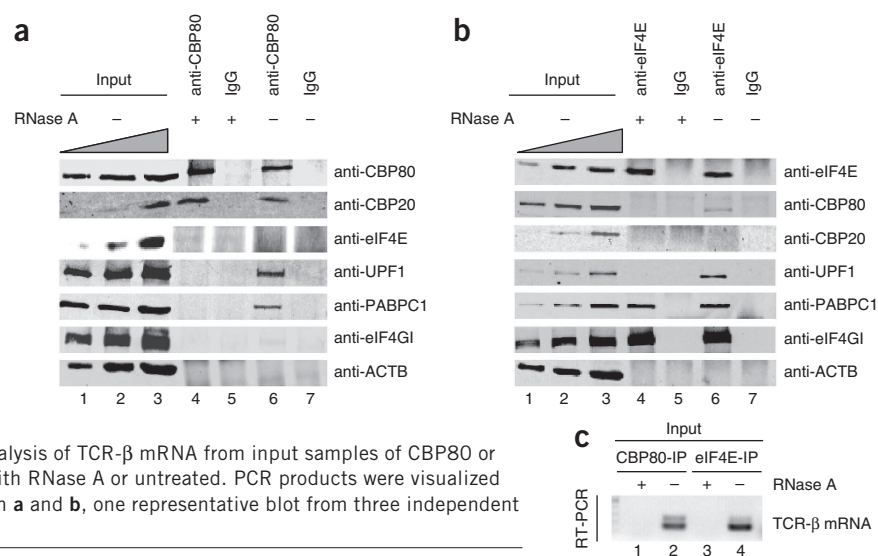 a
Input
anti-CBP80
IgG
anti-CBP80
IgG
RNase A – + + – –
anti-CBP80
anti-CBP20
anti-eIF4E
anti-UPF1
anti-PABPC1
anti-eIF4GI
anti-ACTB
1 2 3 4 5 6 7
b
Input
anti-eIF4E
IgG
anti-eIF4E
IgG
RNase A – + + – –
anti-eIF4E
anti-CBP80
anti-CBP20
anti-UPF1
anti-PABPC1
anti-eIF4GI
anti-ACTB
1 2 3 4 5 6 7
alysis of TCR-β mRNA from input samples of CBP80 or
ith RNase A or untreated. PCR products were visualized
n a and b, one representative blot from three independent
c
Input
CBP80-IP eIF4E-IP
+ – + – RNase A
RT-PCR
TCR-β mRNA
1 2 3 4